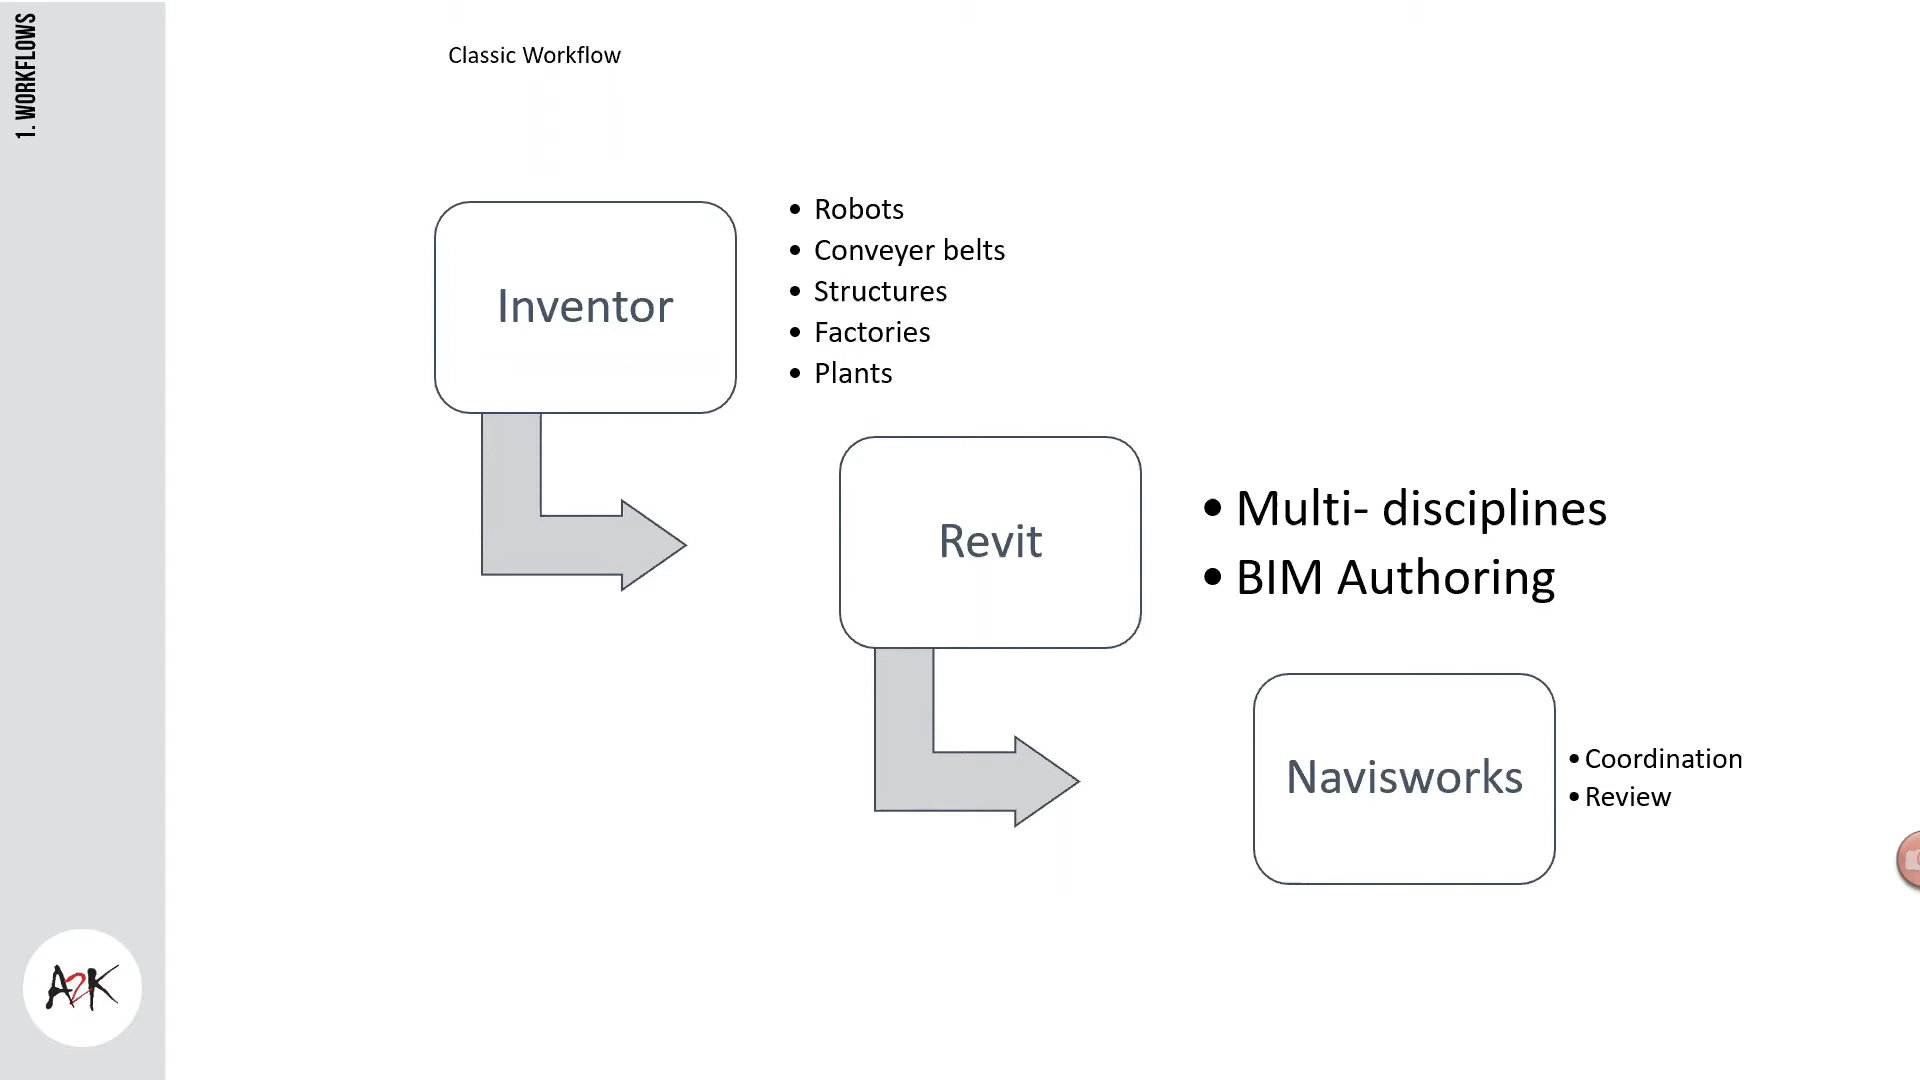 1. WORKFLOWS
Classic Workflow
Inventor
• Robots
• Conveyer belts
• Structures
• Factories
• Plants
Revit
• Multi- disciplines
• BIM Authoring
Navisworks
• Coordination
• Review
A2K